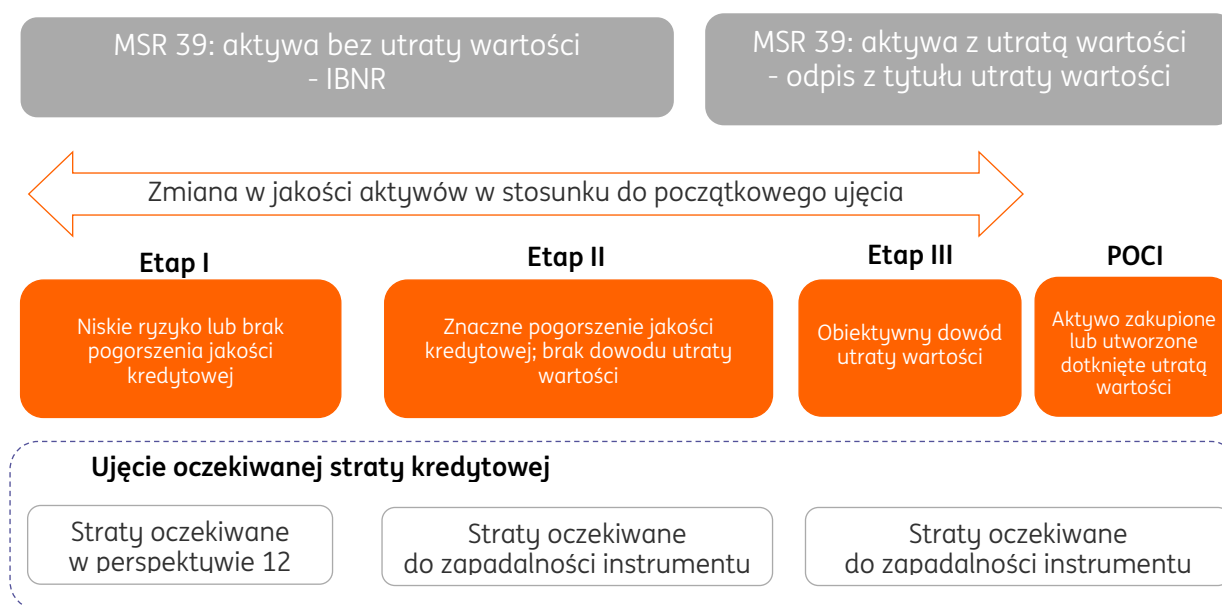 MSR 39: aktywa bez utraty wartości
- IBNR
MSR 39: aktywa z utratą wartości
- odpis z tytułu utraty wartości
Zmiana w jakości aktywów w stosunku do początkowego ujęcia
Etap I
Etap II
Etap III
POCI
Niskie ryzyko lub brak
pogorszenia jakości
kredytowej
Znaczne pogorszenie jakości
kredytowej; brak dowodu utraty
wartości
Obiektywny dowód
utraty wartości
Aktywo zakupione
lub utworzone
dotknięte utratą
wartości
Ujęcie oczekiwanej straty kredytowej
Straty oczekiwane
w perspektywie 12
Straty oczekiwane
do zapadalności instrumentu
Straty oczekiwane
do zapadalności instrumentu